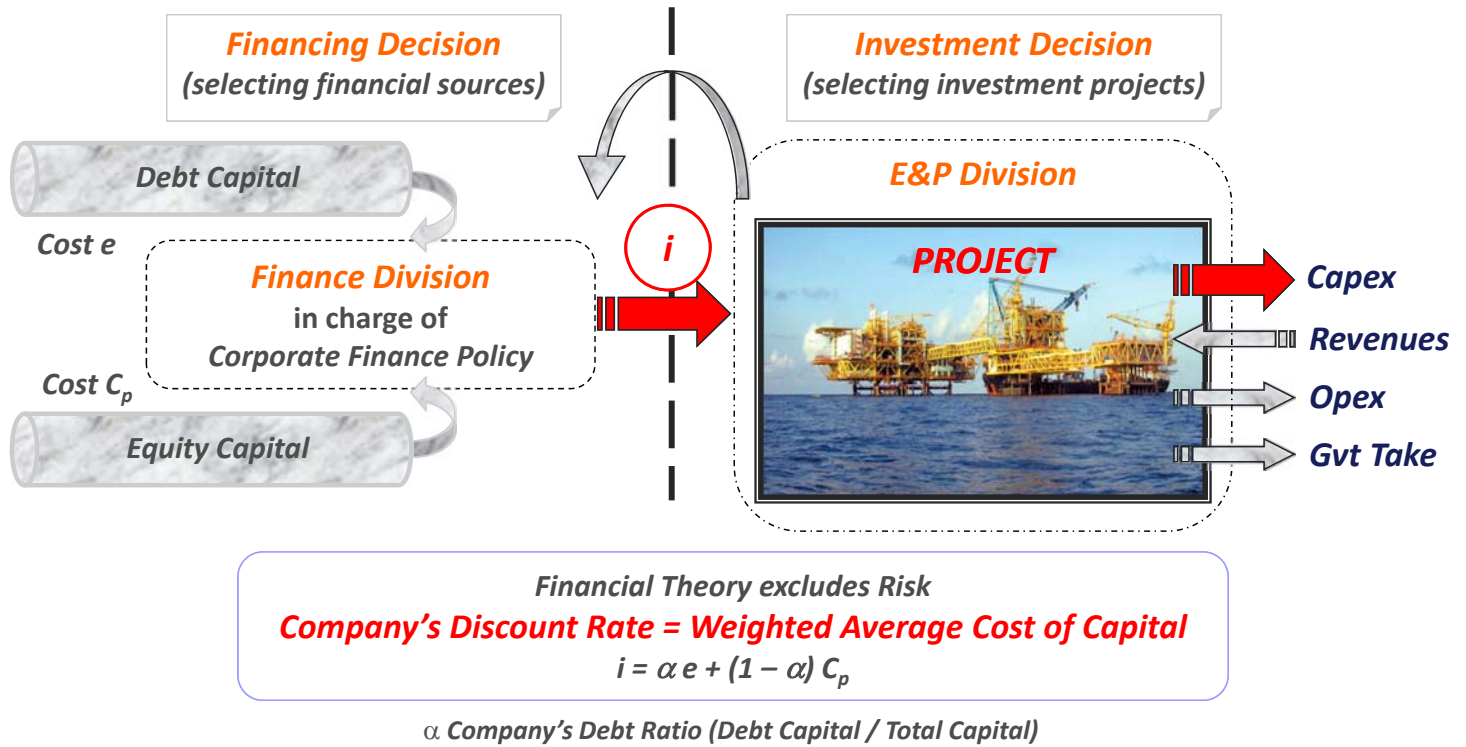 Financing Decision
(selecting financial sources)
Investment Decision
(selecting investment projects)
Debt Capital
Cost e
Finance Division
in charge of
Corporate Finance Policy
Cost Cₚ
Equity Capital
i
E&P Division
PROJECT
Capex
Revenues
Opex
Gvt Take
Financial Theory excludes Risk
Company’s Discount Rate = Weighted Average Cost of Capital
i = α e + (1 – α) Cₚ
α Company’s Debt Ratio (Debt Capital / Total Capital)